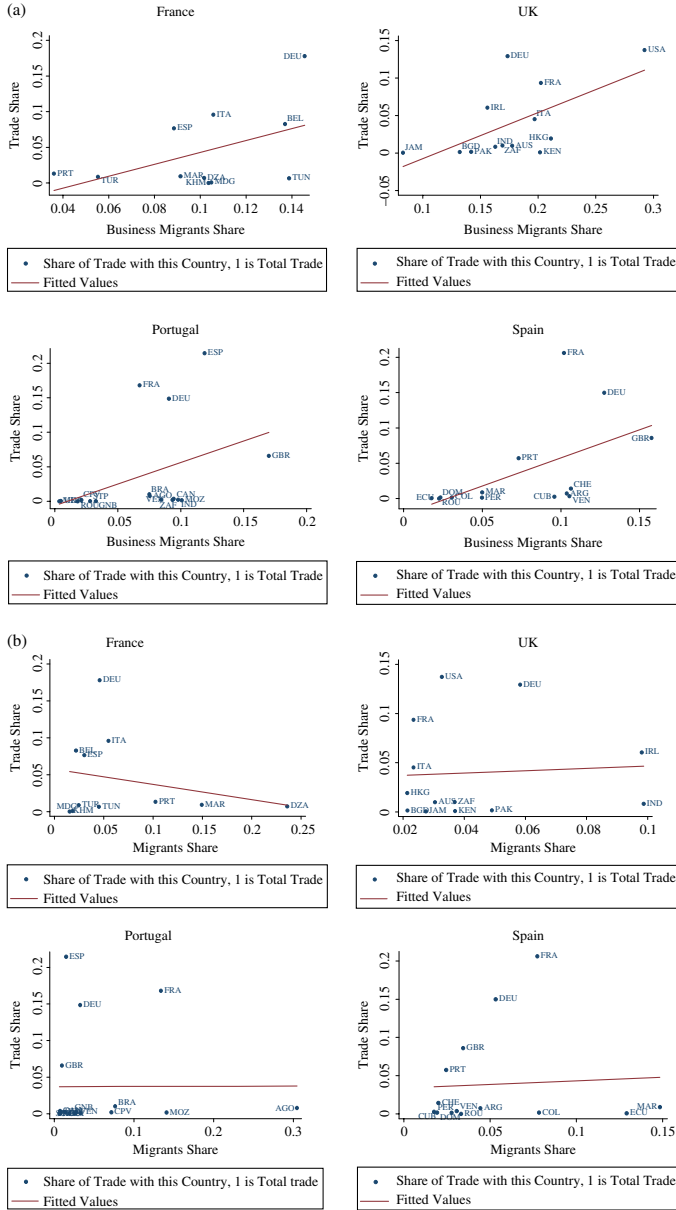 (a)
France
Trade Share
0.2
0.15
0.1
0.05
0
DEU
BEL
ITA
ESP
PRT
TUR
MAR
DZA
KHM
MDG
TUN
0.04 0.06 0.08 0.1 0.12 0.14
Business Migrants Share
Share of Trade with this Country, 1 is Total Trade
Fitted Values
UK
Trade Share
0.15
0.1
0.05
0
−0.05
USA
DEU
FRA
IRL
ITA
HKG
JAM
BGD
PAK
IND
ZAF
AUS
KEN
0.1 0.2 0.3
Business Migrants Share
Share of Trade with this Country, 1 is Total Trade
Fitted Values
Portugal
Trade Share
0.2
0.15
0.1
0.05
0
ESP
FRA
DEU
GBR
BRA
AGO
CAN
VEN
MOZ
ZAF
IND
STP
ROU
GNB
0 0.05 0.1 0.15 0.2
Business Migrants Share
Share of Trade with this Country, 1 is Total Trade
Fitted Values
Spain
Trade Share
0.2
0.15
0.1
0.05
0
FRA
DEU
GBR
PRT
CHE
ARG
VEN
CUB
MAR
PER
COL
DOM
ROU
ECU
0 0.05 0.1 0.15
Business Migrants Share
Share of Trade with this Country, 1 is Total Trade
Fitted Values
(b)
France
Trade Share
0.2
0.15
0.1
0.05
0
DEU
ITA
BEL
ESP
TUR
MDG
KHM
TUN
PRT
MAR
DZA
0 0.05 0.1 0.15 0.2 0.25
Migrants Share
Share of Trade with this Country, 1 is Total Trade
Fitted Values
UK
Trade Share
0.15
0.1
0.05
0
USA
DEU
FRA
IRL
ITA
HKG
AUS
ZAF
BGD
JAM
KEN
PAK
IND
0.02 0.04 0.06 0.08 0.1
Migrants Share
Share of Trade with this Country, 1 is Total Trade
Fitted Values
Portugal
Trade Share
0.2
0.15
0.1
0.05
0
ESP
FRA
DEU
GBR
GNB
VEN
BRA
CPV
MOZ
AGO
0 0.1 0.2 0.3
Migrants Share
Share of Trade with this Country, 1 is Total trade
Fitted Values
Spain
Trade Share
0.2
0.15
0.1
0.05
0
FRA
DEU
GBR
PRT
CHE
PER
VEN
ARG
CUB
DOM
ROU
COL
ECU
MAR
0 0.05 0.1 0.15
Migrants Share
Share of Trade with this Country, 1 is Total Trade
Fitted Values